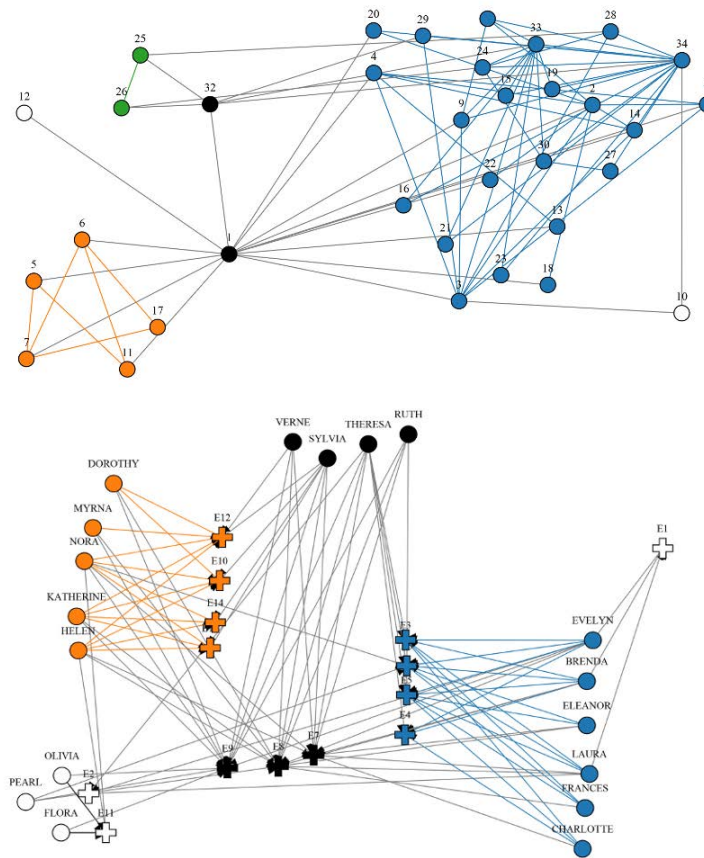 20
29
33
28
25
4
24
34
12
26
32
15
19
2
9
14
30
27
22
16
6
1
21
13
5
23
18
3
17
10
7
11
VERNE
THERESA
RUTH
SYLVIA
DOROTHY
MYRNA
E12
E1
NORA
E10
KATHERINE
E14
E3
EVELYN
HELEN
BRENDA
E5
ELEANOR
E4
E9
E8
E7
OLIVIA
LAURA
PEARL
E2
FRANCES
FLORA
E11
CHARLOTTE